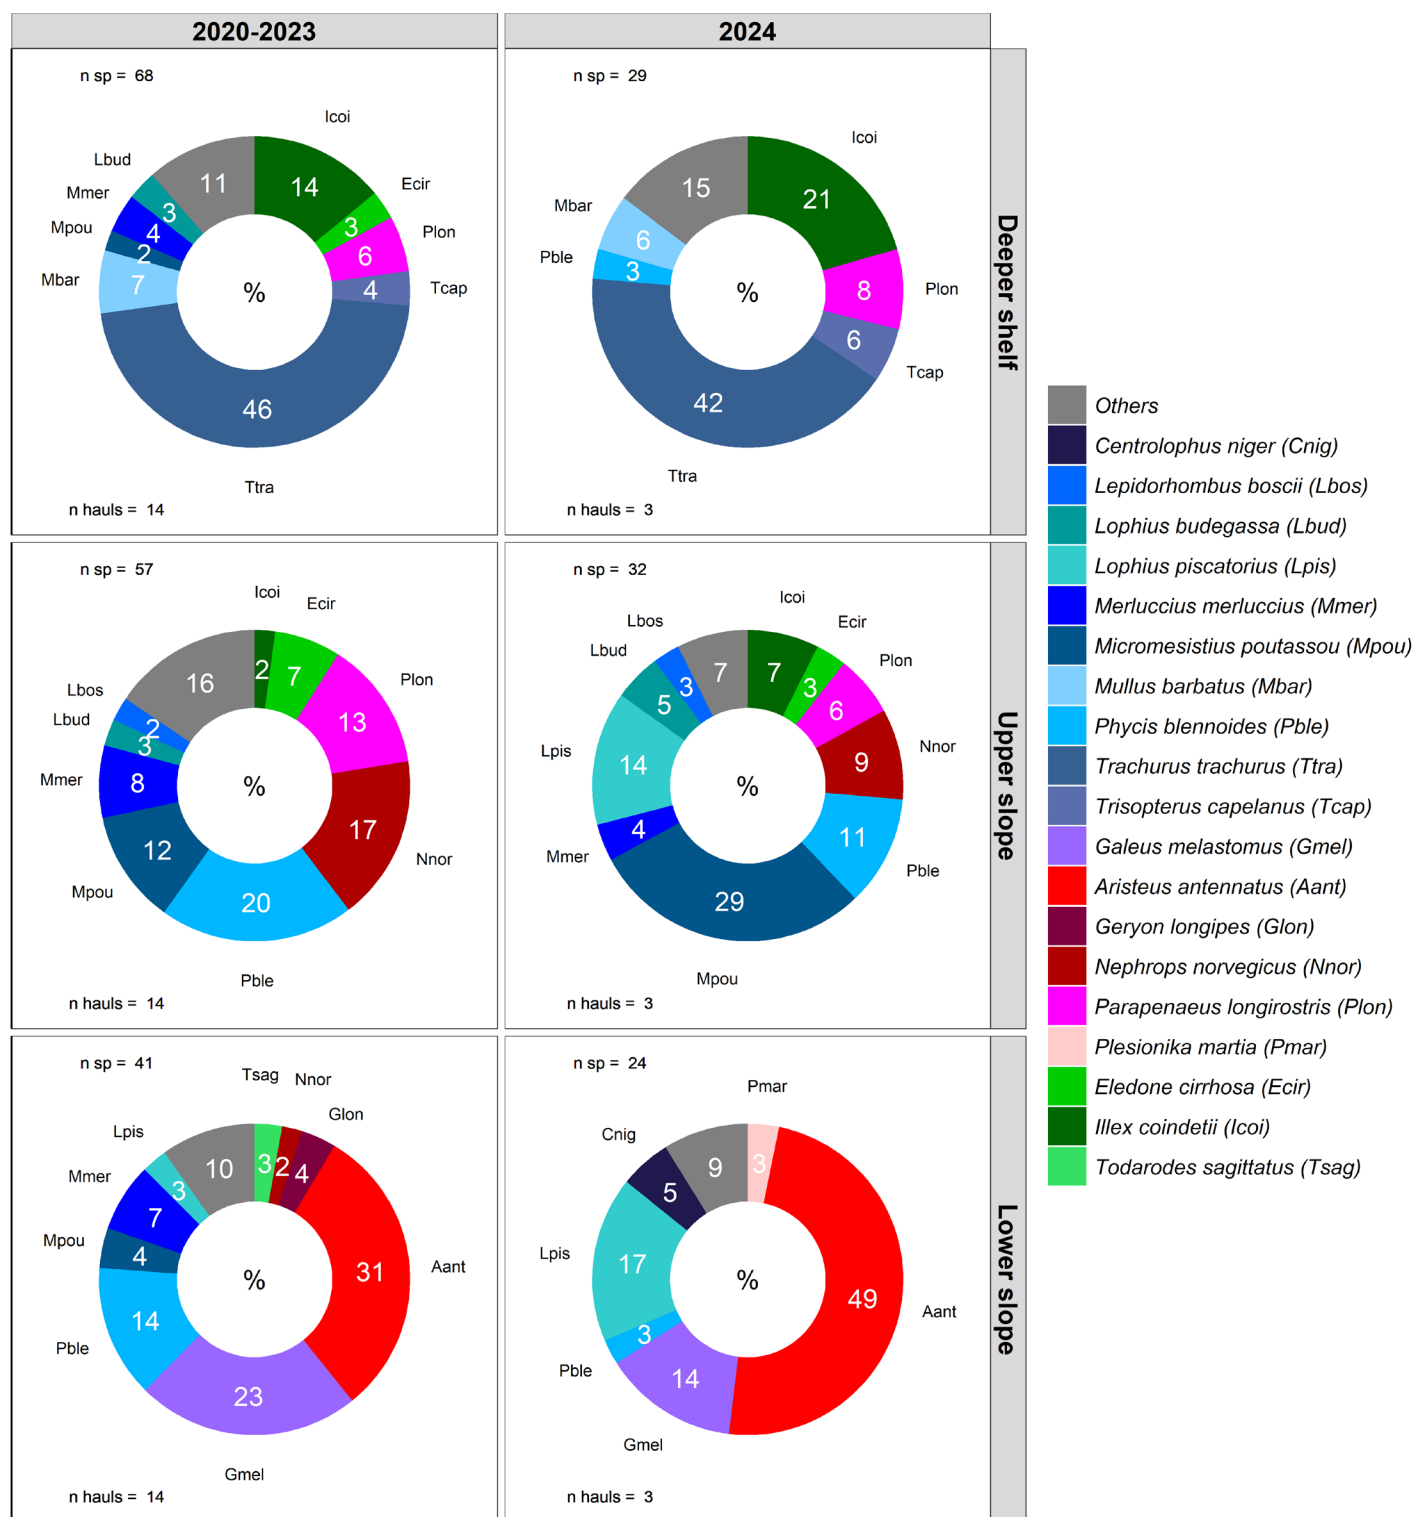 2020-2023
2024
n sp = 68
Icoi
Ecir
Plon
Tcap
Ttra
Mbar
Mpou
Mmer
Lbud
14
3
6
4
46
7
2
4
3
11
%
n hauls = 14
n sp = 29
Icoi
Plon
Tcap
Ttra
Pble
Mbar
21
8
6
42
3
6
15
%
n hauls = 3
Deeper shelf
n sp = 57
Icoi
Ecir
Plon
Nnor
Pble
Mpou
Mmer
Lbud
Lbos
2
7
13
17
20
12
8
3
2
16
%
n hauls = 14
n sp = 32
Icoi
Ecir
Plon
Nnor
Pble
Mpou
Mmer
Lpis
Lbud
Lbos
7
3
6
9
11
29
4
14
5
3
7
%
n hauls = 3
Upper slope
n sp = 41
Tsag
Nnor
Glon
Aant
Gmel
Pble
Mpou
Mmer
Lpis
3
2
4
31
23
14
4
7
3
10
%
n hauls = 14
n sp = 24
Pmar
Aant
Gmel
Pble
Lpis
Cnig
3
49
14
3
17
5
9
%
n hauls = 3
Lower slope
Others
Centrolophus niger (Cnig)
Lepidorhombus boscii (Lbos)
Lophius budegassa (Lbud)
Lophius piscatorius (Lpis)
Merluccius merluccius (Mmer)
Micromesistius poutassou (Mpou)
Mullus barbatus (Mbar)
Phycis blennoides (Pble)
Trachurus trachurus (Ttra)
Trisopterus capelanus (Tcap)
Galeus melastomus (Gmel)
Aristeus antennatus (Aant)
Geryon longipes (Glon)
Nephrops norvegicus (Nnor)
Parapenaeus longirostris (Plon)
Plesionika martia (Pmar)
Eledone cirrhosa (Ecir)
Illex coindetii (Icoi)
Todarodes sagittatus (Tsag)